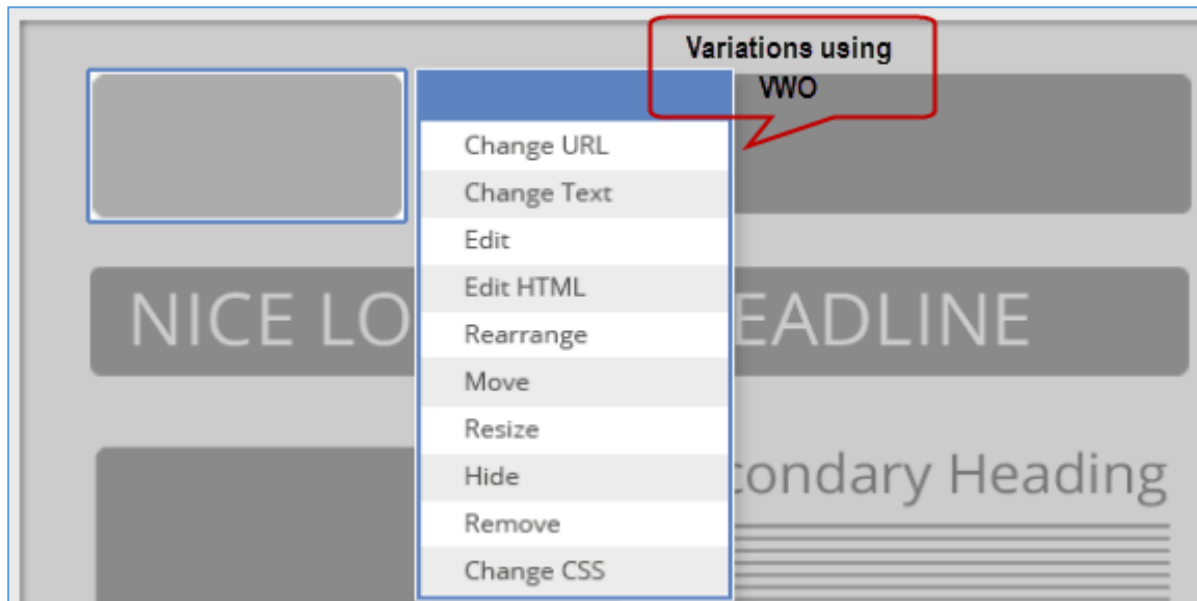 Variations using
VWO
Change URL
Change Text
Edit
Edit HTML
Rearrange
Move
Resize
Hide
Remove
Change CSS
NICE LO EADLINE
condary Heading